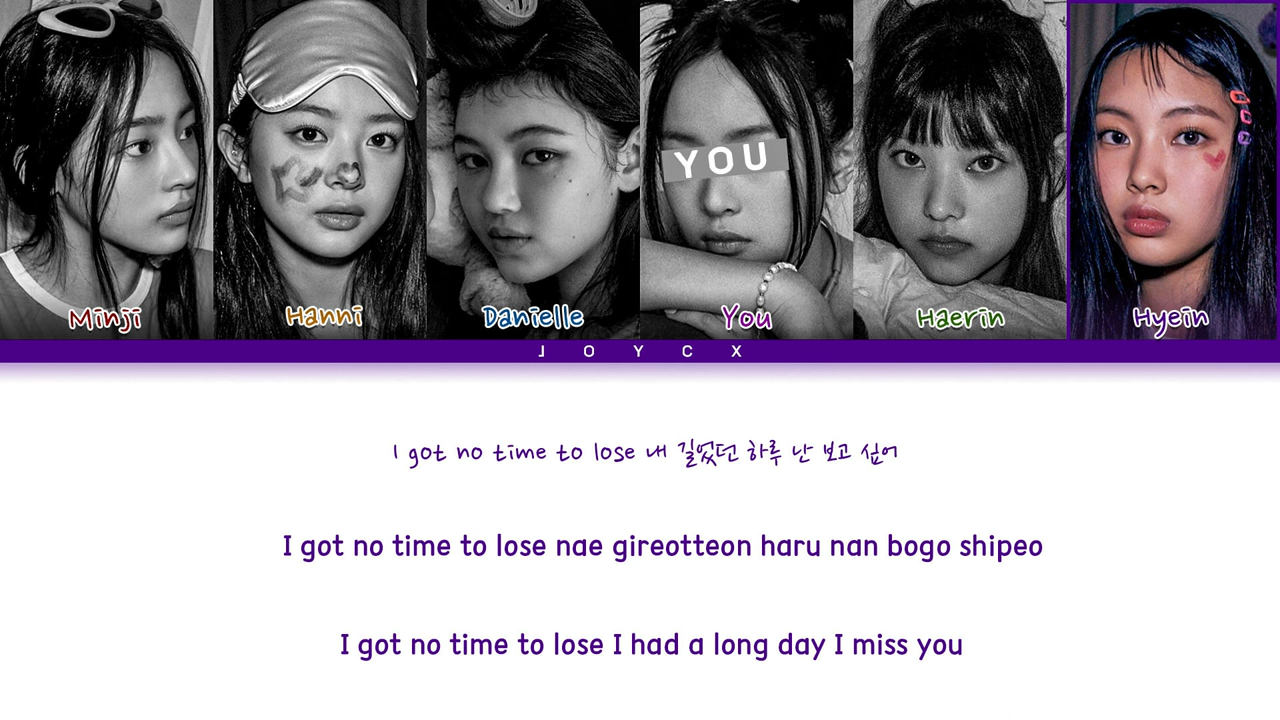 YOU
Minji Hanni Danielle You Haerin Hyein
JOYCX
I got no time to lose 내 길었던 하루 난 보고 싶어
I got no time to lose nae gireotteon haru nan bogo shipeo
I got no time to lose I had a long day I miss you